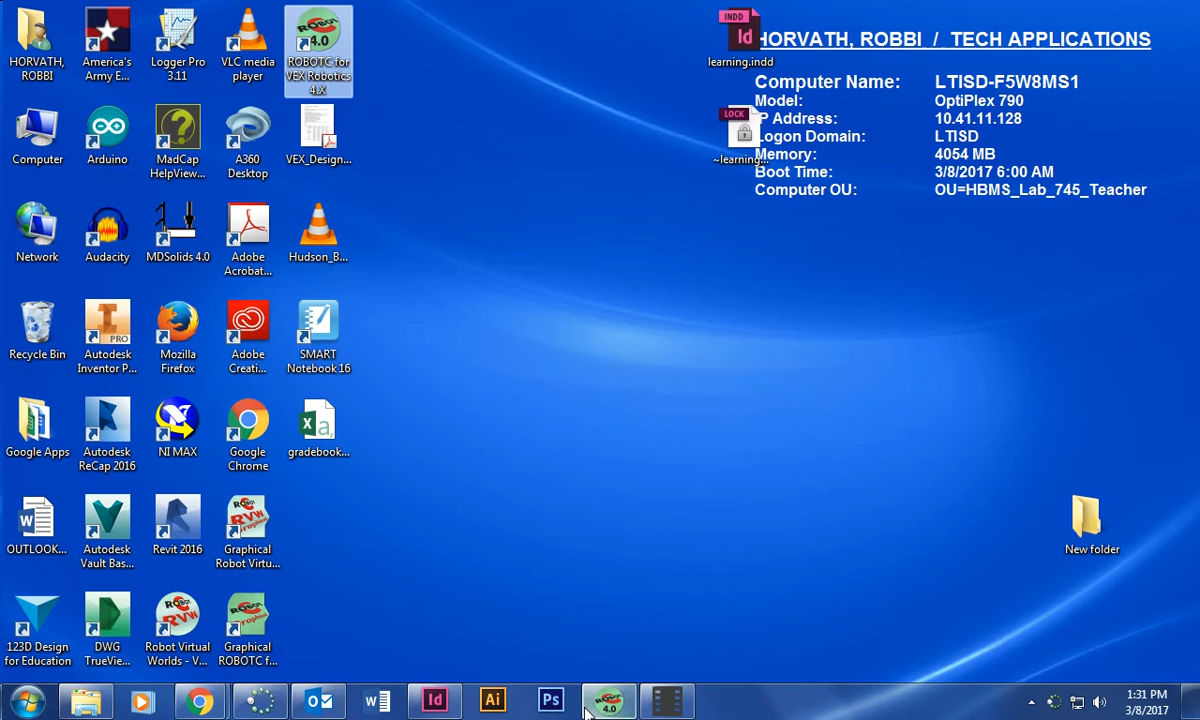 HORVATH, ROBBI
America's Army E...
Logger Pro 3.11
VLC media player
ROBOTC for VEX Robotics 4.X
Computer
Arduino
MadCap HelpView...
A360 Desktop
VEX_Design...
Network
Audacity
MDSolids 4.0
Adobe Acrobat...
Hudson_B...
Recycle Bin
Autodesk Inventor P...
Mozilla Firefox
Adobe Creati...
SMART Notebook 16
Google Apps
Autodesk ReCap 2016
NI MAX
Google Chrome
gradebook...
OUTLOOK...
Autodesk Vault Bas...
Revit 2016
Graphical Robot Virtu...
123D Design for Education
DWG TrueVie...
Robot Virtual Worlds - V...
Graphical ROBOTC f...
INDD
Id
learning.indd
LOCK
~learning...
HORVATH, ROBBI / TECH APPLICATIONS
Computer Name: LTISD-F5W8MS1
Model: OptiPlex 790
IP Address: 10.41.11.128
Logon Domain: LTISD
Memory: 4054 MB
Boot Time: 3/8/2017 6:00 AM
Computer OU: OU=HBMS_Lab_745_Teacher
New folder
Id
Ai
Ps
1:31 PM
3/8/2017